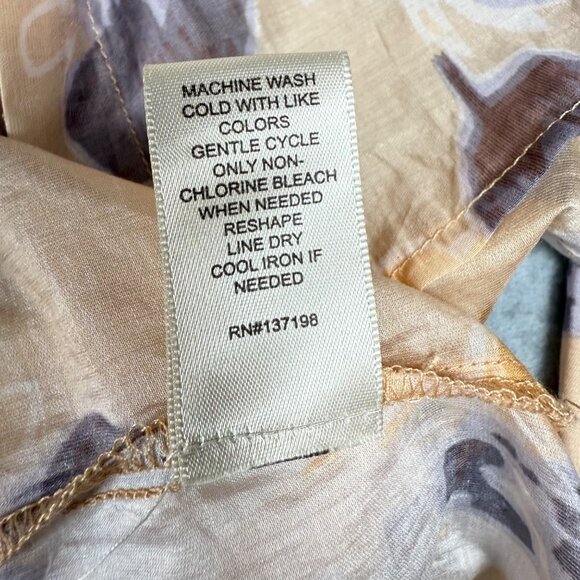 MACHINE WASH
COLD WITH LIKE
COLORS
GENTLE CYCLE
ONLY NON-
CHLORINE BLEACH
WHEN NEEDED
RESHAPE
LINE DRY
COOL IRON IF
NEEDED
RN#137198